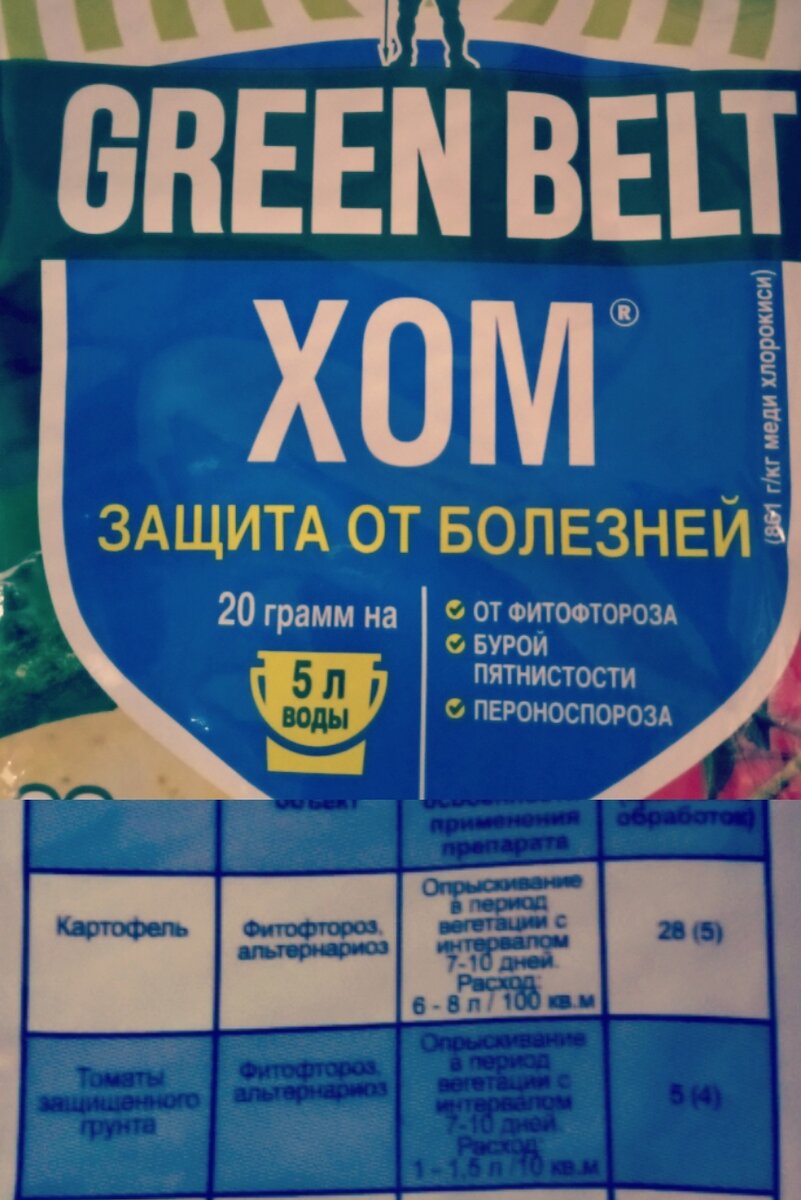 GREEN BELT
ХОМ®
(861 г/кг меди хлорокиси)
ЗАЩИТА ОТ БОЛЕЗНЕЙ
20 грамм на
5 л
ВОДЫ
ОТ ФИТОФТОРОЗА
БУРОЙ
ПЯТНИСТОСТИ
ПЕРОНОСПОРОЗА
объект
применения
препарата
обработок)
Картофель
Фитофтороз,
альтернариоз
Опрыскивание
в период
вегетации с
интервалом
7-10 дней.
Расход:
6 - 8 л / 100 кв.м
28 (5)
Томаты
защищенного
грунта
Фитофтороз,
альтернариоз
Опрыскивание
в период
вегетации с
интервалом
7-10 дней.
Расход:
1 - 1,5 л /10 кв.м
5 (4)